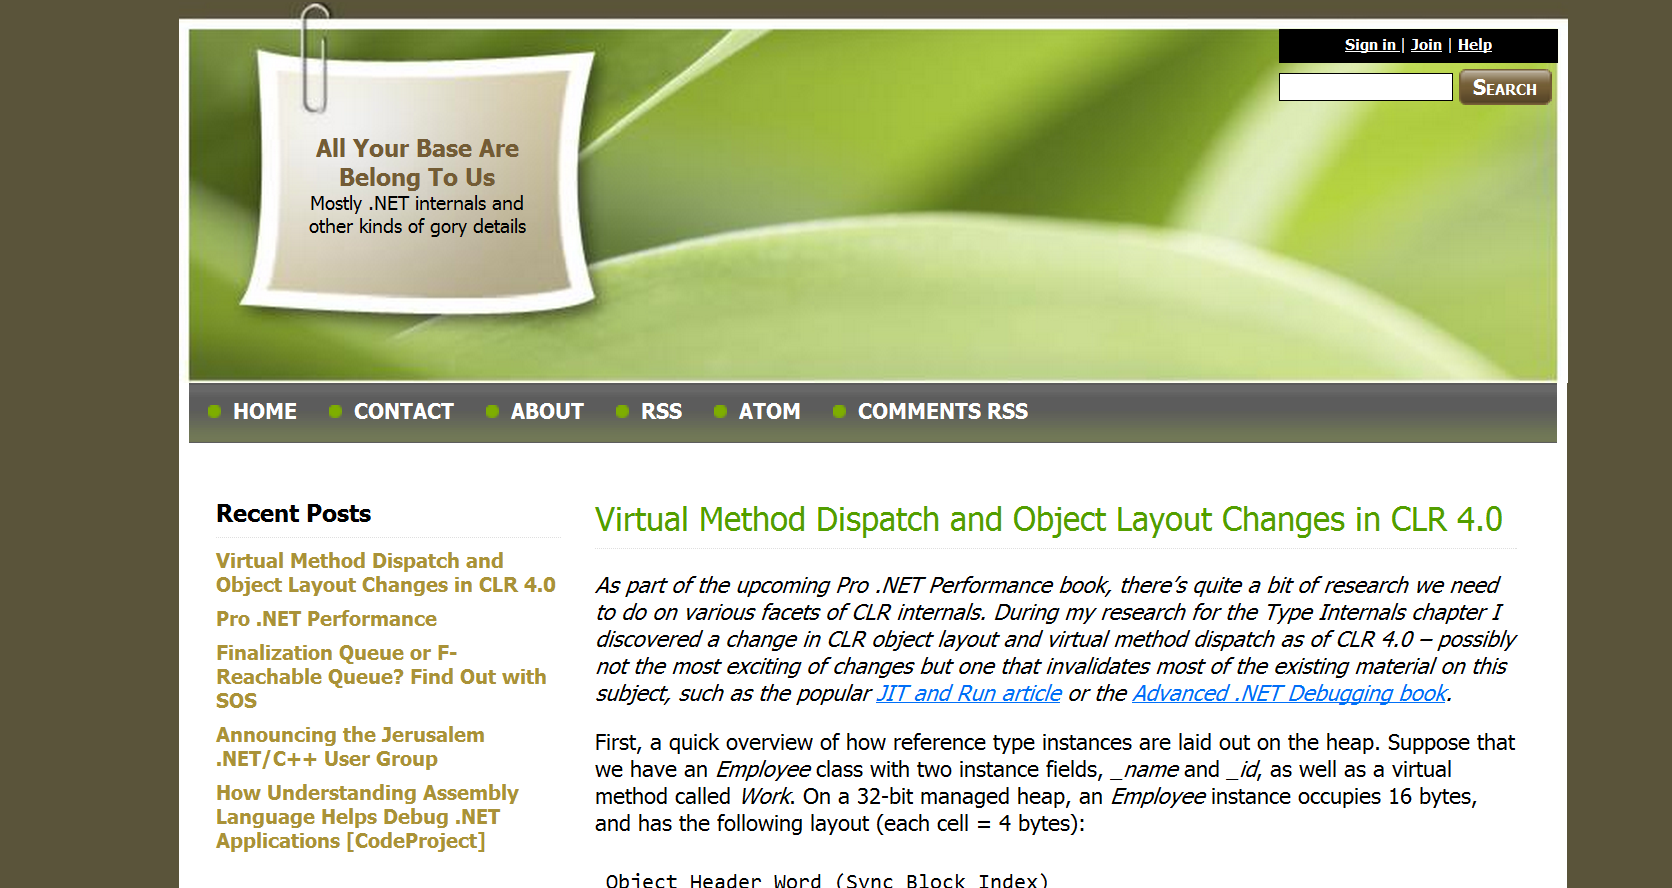 Sign in | Join | Help
SEARCH
All Your Base Are
Belong To Us
Mostly .NET internals and
other kinds of gory details
HOME
CONTACT
ABOUT
RSS
ATOM
COMMENTS RSS
Recent Posts
Virtual Method Dispatch and
Object Layout Changes in CLR 4.0
Pro .NET Performance
Finalization Queue or F-
Reachable Queue? Find Out with
SOS
Announcing the Jerusalem
.NET/C++ User Group
How Understanding Assembly
Language Helps Debug .NET
Applications [CodeProject]
Virtual Method Dispatch and Object Layout Changes in CLR 4.0
As part of the upcoming Pro .NET Performance book, there’s quite a bit of research we need
to do on various facets of CLR internals. During my research for the Type Internals chapter I
discovered a change in CLR object layout and virtual method dispatch as of CLR 4.0 – possibly
not the most exciting of changes but one that invalidates most of the existing material on this
subject, such as the popular JIT and Run article or the Advanced .NET Debugging book.
First, a quick overview of how reference type instances are laid out on the heap. Suppose that
we have an Employee class with two instance fields, _name and _id, as well as a virtual
method called Work. On a 32-bit managed heap, an Employee instance occupies 16 bytes,
and has the following layout (each cell = 4 bytes):
Object Header Word (Sync Block Index)